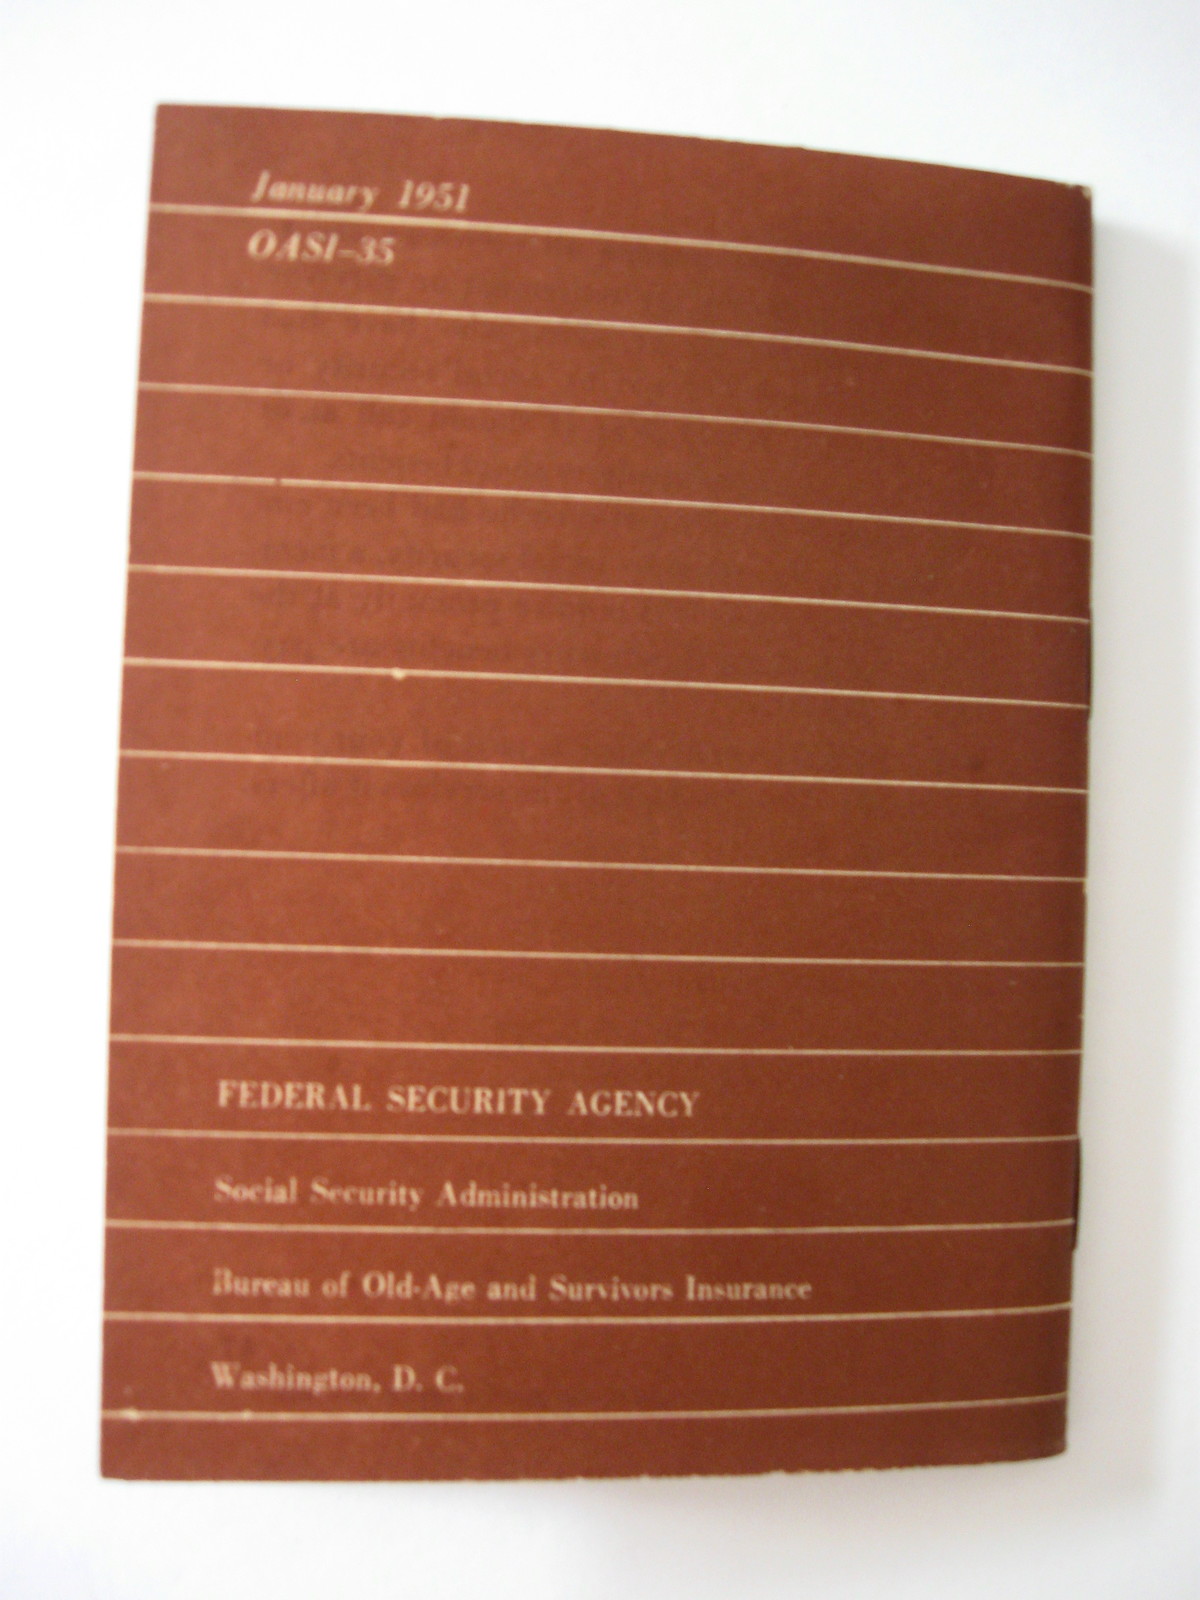 January 1951
OASI–35
FEDERAL SECURITY AGENCY
Social Security Administration
Bureau of Old-Age and Survivors Insurance
Washington, D. C.